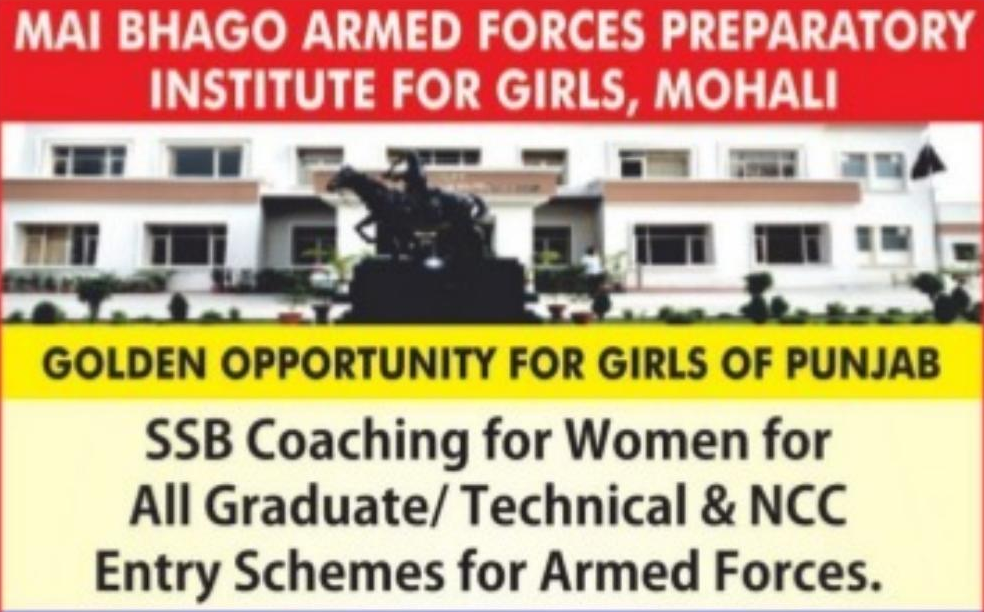 MAI BHAGO ARMED FORCES PREPARATORY
INSTITUTE FOR GIRLS, MOHALI
GOLDEN OPPORTUNITY FOR GIRLS OF PUNJAB
SSB Coaching for Women for
All Graduate/ Technical & NCC
Entry Schemes for Armed Forces.